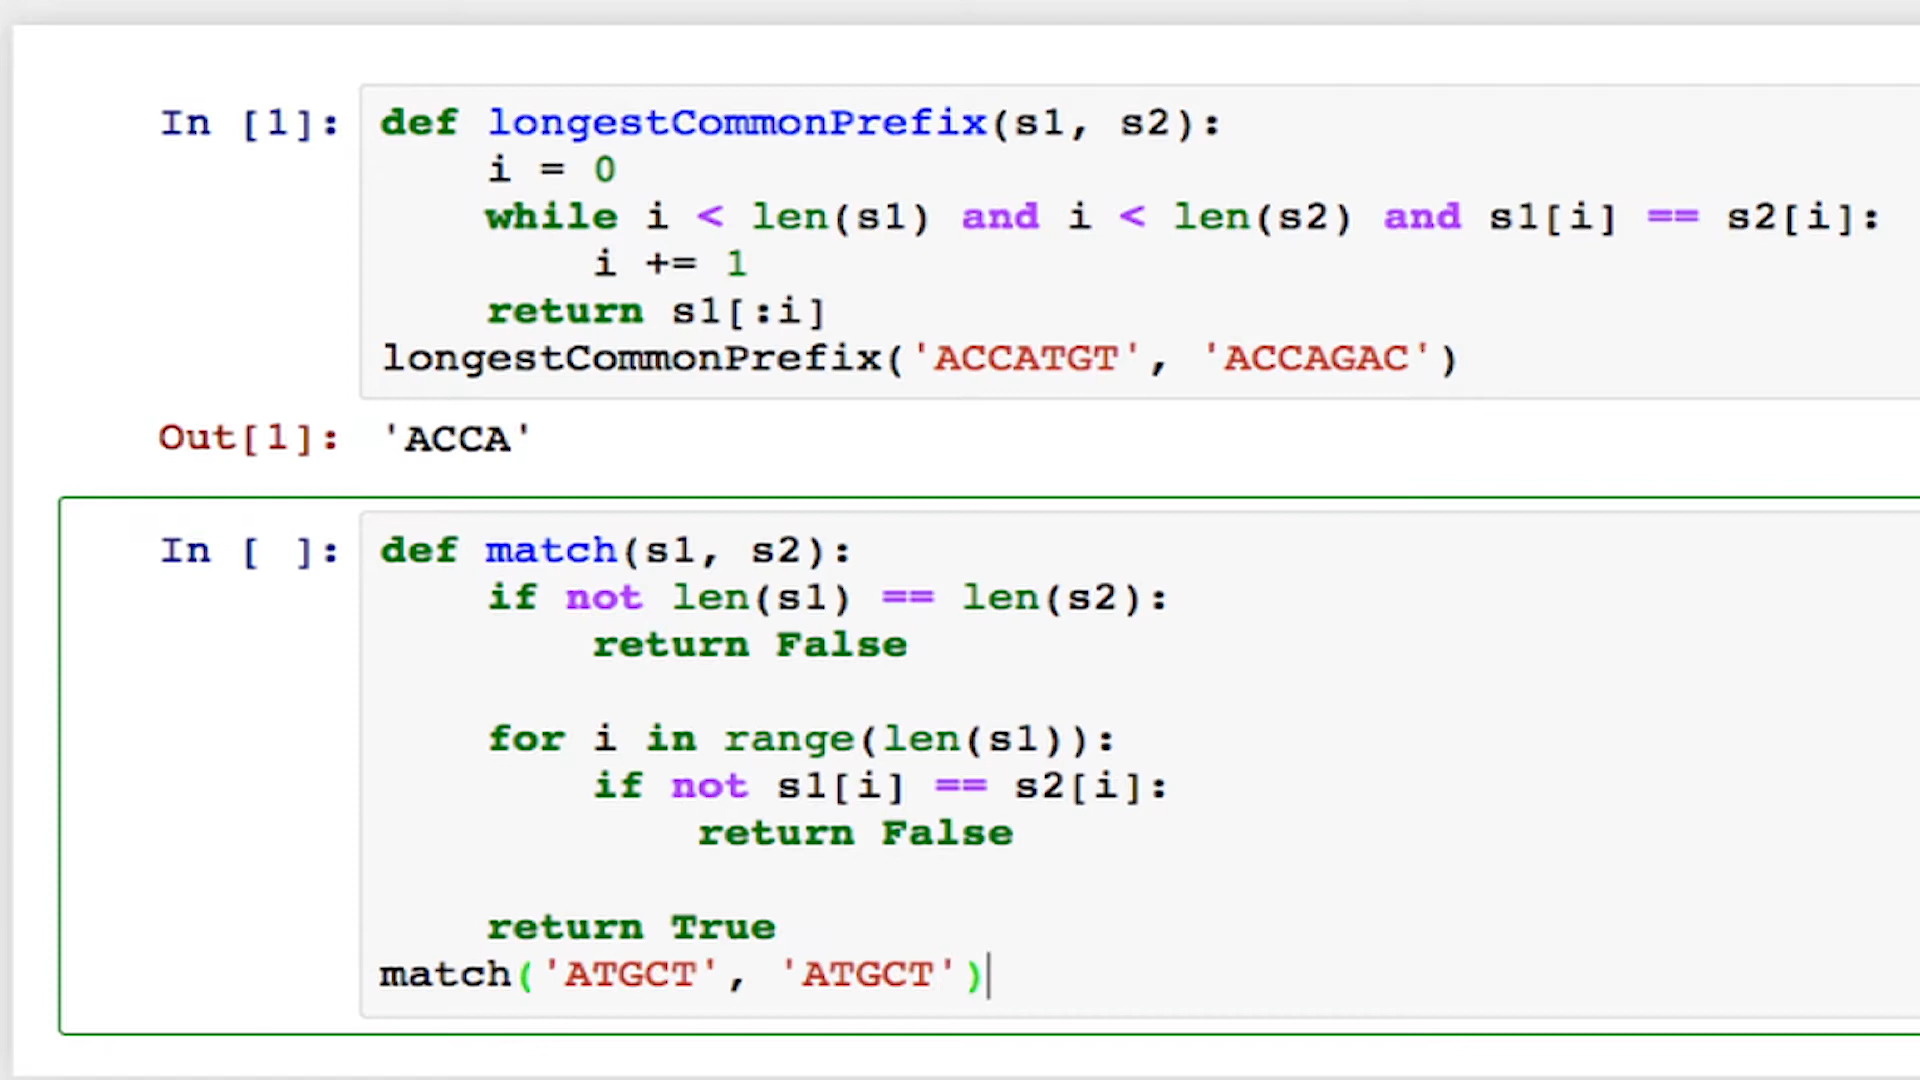 In [1]: def longestCommonPrefix(s1, s2):
i = 0
while i < len(s1) and i < len(s2) and s1[i] == s2[i]:
i += 1
return s1[:i]
longestCommonPrefix('ACCATGT', 'ACCAGAC')
Out[1]: 'ACCA'
In [ ]: def match(s1, s2):
if not len(s1) == len(s2):
return False
for i in range(len(s1)):
if not s1[i] == s2[i]:
return False
return True
match('ATGCT', 'ATGCT')